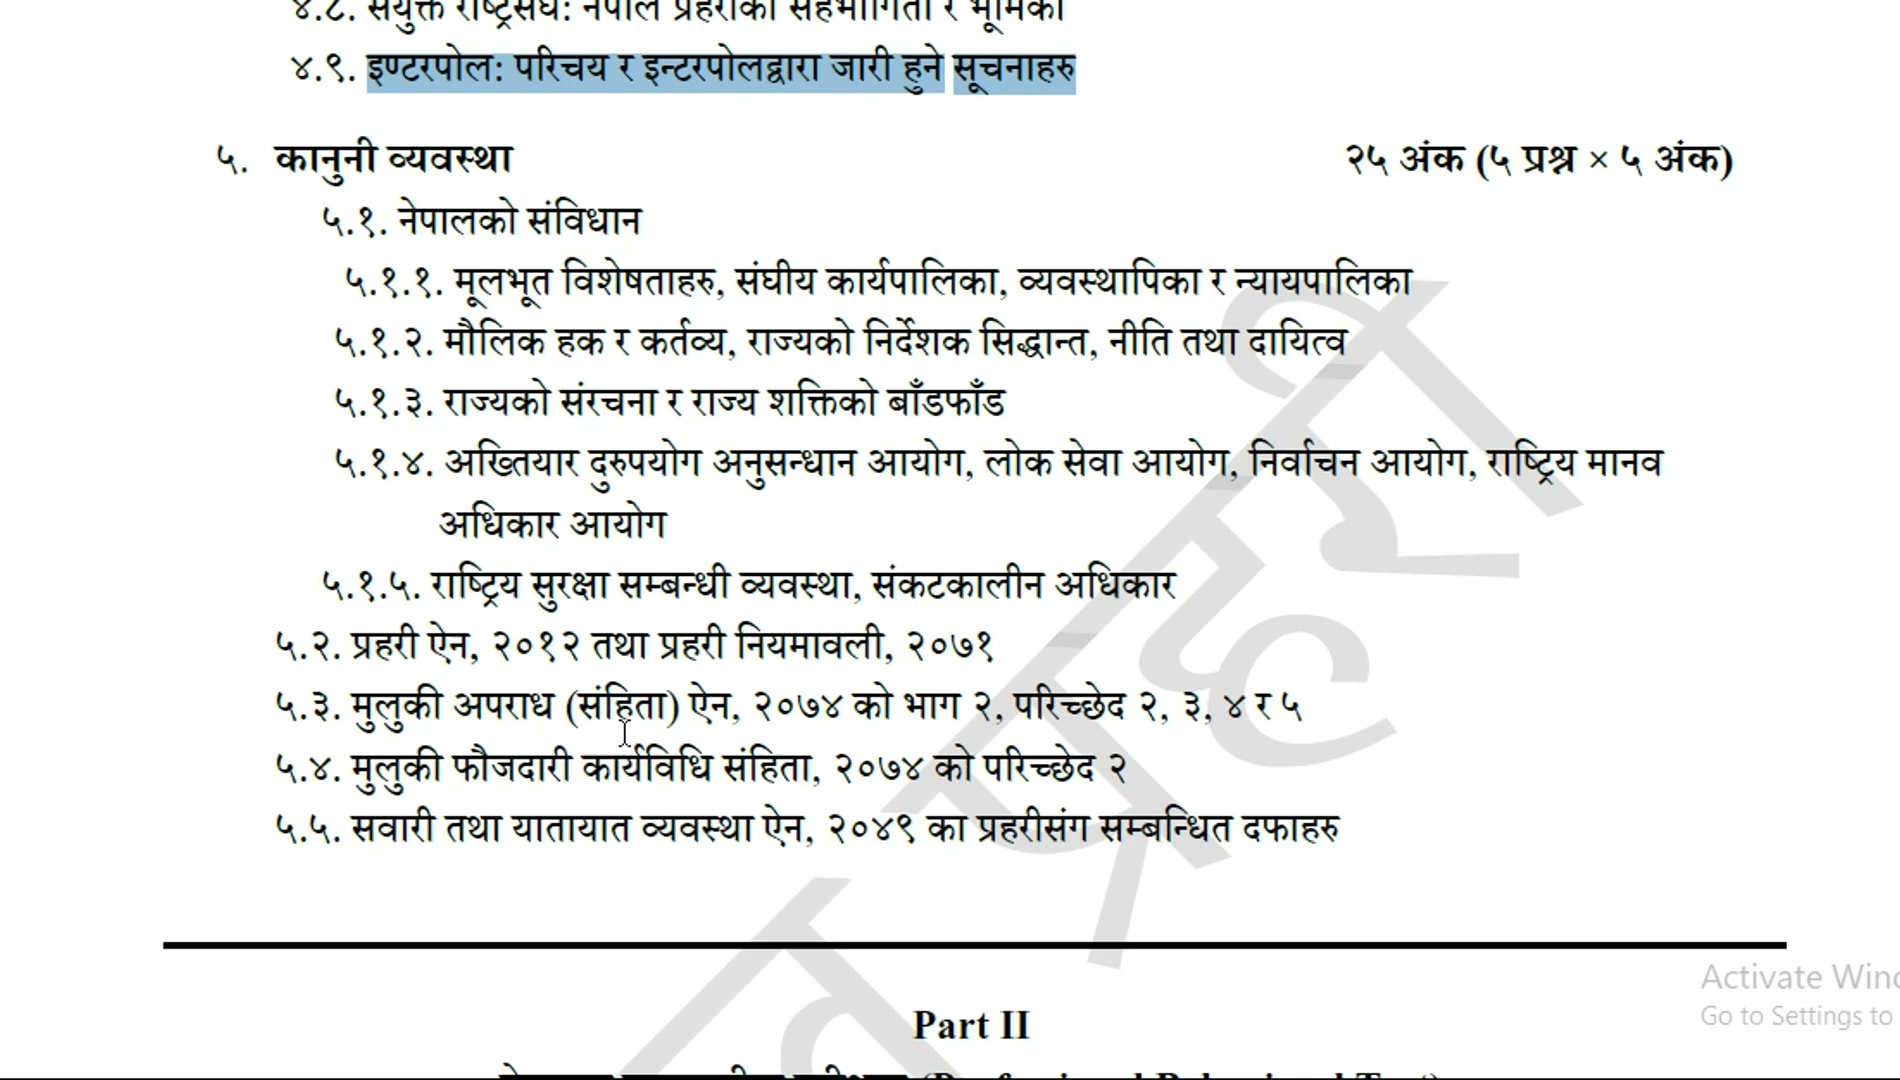 ४.८. संयुक्त राष्ट्रसंघ: नेपाल प्रहरीको सहभागिता र भूमिका
४.९. इण्टरपोल: परिचय र इन्टरपोलद्वारा जारी हुने सूचनाहरु
५. कानुनी व्यवस्था २५ अंक (५ प्रश्न × ५ अंक)
५.१. नेपालको संविधान
५.१.१. मूलभूत विशेषताहरु, संघीय कार्यपालिका, व्यवस्थापिका र न्यायपालिका
५.१.२. मौलिक हक र कर्तव्य, राज्यको निर्देशक सिद्धान्त, नीति तथा दायित्व
५.१.३. राज्यको संरचना र राज्य शक्तिको बाँडफाँड
५.१.४. अख्तियार दुरुपयोग अनुसन्धान आयोग, लोक सेवा आयोग, निर्वाचन आयोग, राष्ट्रिय मानव
अधिकार आयोग
५.१.५. राष्ट्रिय सुरक्षा सम्बन्धी व्यवस्था, संकटकालीन अधिकार
५.२. प्रहरी ऐन, २०१२ तथा प्रहरी नियमावली, २०७१
५.३. मुलुकी अपराध (संहिता) ऐन, २०७४ को भाग २, परिच्छेद २, ३, ४ र ५
५.४. मुलुकी फौजदारी कार्यविधि संहिता, २०७४ को परिच्छेद २
५.५. सवारी तथा यातायात व्यवस्था ऐन, २०४९ का प्रहरीसंग सम्बन्धित दफाहरु
प्रहरी
Activate Wind
Go to Settings to
Part II